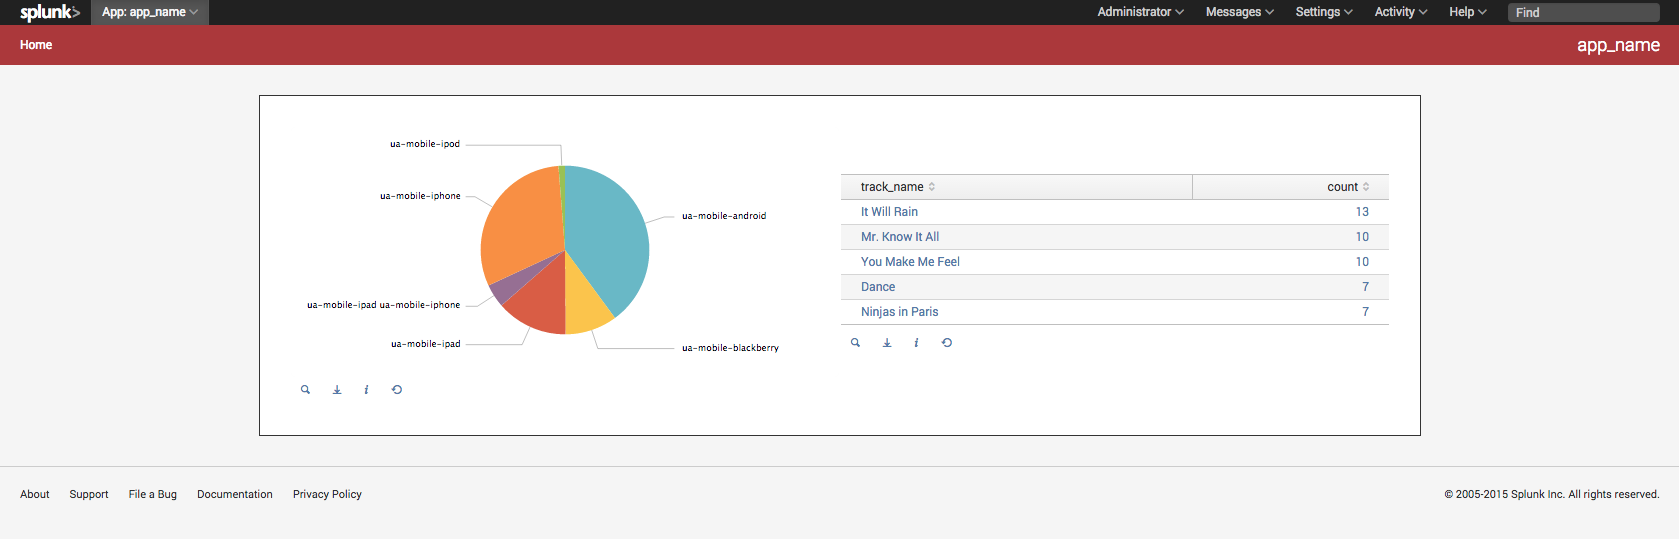 splunk> App: app_name Administrator Messages Settings Activity Help Find
Home app_name
ua-mobile-ipod
ua-mobile-iphone
ua-mobile-android
ua-mobile-ipad ua-mobile-iphone
ua-mobile-ipad
ua-mobile-blackberry
track_name count
It Will Rain 13
Mr. Know It All 10
You Make Me Feel 10
Dance 7
Ninjas in Paris 7
About Support File a Bug Documentation Privacy Policy © 2005-2015 Splunk Inc. All rights reserved.